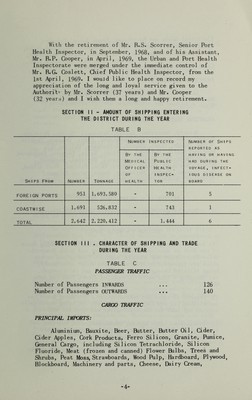 With the retirement of Mr. R.S. Scorrer, Senior Port
Health Inspector, in September, 1968, and of his Assistant,
Mr. R.P. Cooper, in April, 1969, the Urban and Port Health
Inspectorate were merged under the immediate control of
Mr. R.G. Coslett, Chief Public Health Inspector, from the
1st April, 1969. I would like to place on record my
appreciation of the long and loyal service given to the
Authority by Mr. Scorrer (37 years) and Mr. Cooper
(32 years) and I wish them a long and happy retirement.
SECTION II - AMOUNT OF SHIPPING ENTERING
THE DISTRICT DURING THE YEAR
TABLE B
SHIPS FROM NUMBER TONNAGE NUMBER INSPECTED BY THE MEDICAL OFFICER OF HEALTH BY THE PUBLIC HEALTH INSPECTOR NUMBER OF SHIPS REPORTED AS HAVING OR HAVING HAD DURING THE VOYAGE, INFECTIOUS DISEASE ON BOARD
FOREIGN PORTS 951 1,693,580 - 701 5
COASTWISE 1,691 526,832 - 743 1
TOTAL 2,642 2,220,412 - 1,444 6
SECTION III . CHARACTER OF SHIPPING AND TRADE
DURING THE YEAR
TABLE C
PASSENGER TRAFFIC
Number of Passengers INWARDS ... 126
Number of Passengers OUTWARDS ... 140
CARGO TRAFFIC
PRINCIPAL IMPORTS:
Aluminium, Bauxite, Beer, Butter, Butter Oil, Cider,
Cider Apples, Cork Products, Ferro Silicon, Granite, Pumice,
General Cargo, including Silicon Tetrachloride, Silicon
Fluoride, Meat (frozen and canned) Flower Bulbs, Trees and
Shrubs, Peat Moss, Strawboards, Wood Pulp, Hardboard, Plywood,
Blockboard, Machinery and parts, Cheese, Dairy Cream,
-4-